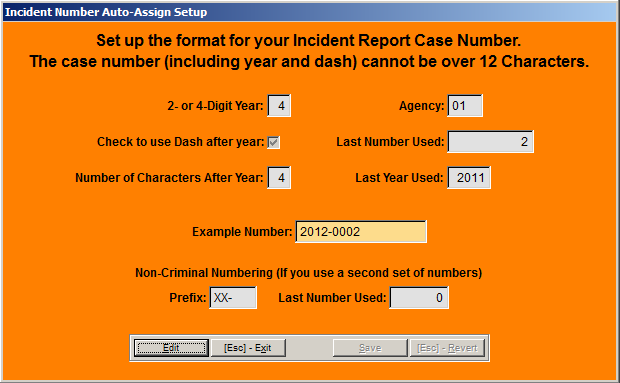 Incident Number Auto-Assign Setup
Set up the format for your Incident Report Case Number.
The case number (including year and dash) cannot be over 12 Characters.
2- or 4-Digit Year: 4 Agency: 01
Check to use Dash after year: Last Number Used: 2
Number of Characters After Year: 4 Last Year Used: 2011
Example Number: 2012-0002
Non-Criminal Numbering (If you use a second set of numbers)
Prefix: XX- Last Number Used: 0
Edit [Esc] - Exit Save [Esc] - Revert